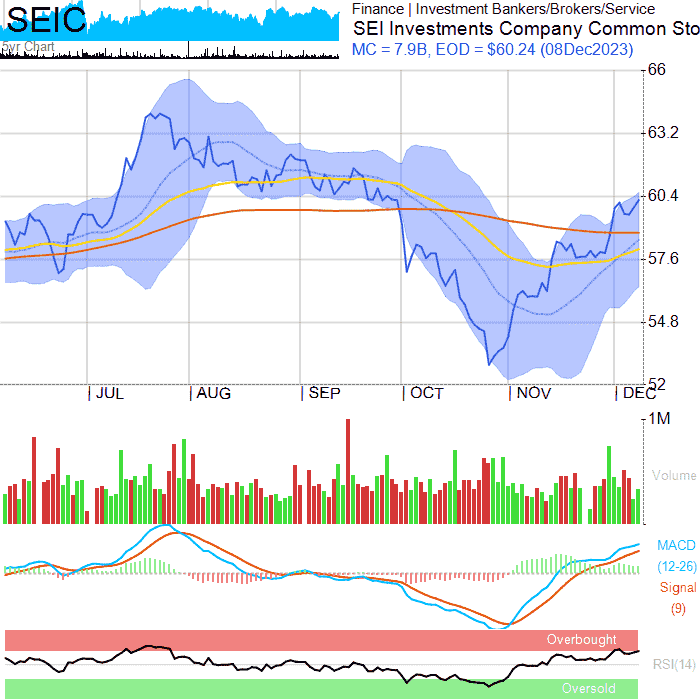 SEIC
5yr Chart
Finance | Investment Bankers/Brokers/Service
SEI Investments Company Common Sto
MC = 7.9B, EOD = $60.24 (08Dec2023)
66
63.2
60.4
57.6
54.8
52
JUL AUG SEP OCT NOV DEC
1M
Volume
MACD
(12-26)
Signal
(9)
Overbought
RSI(14)
Oversold